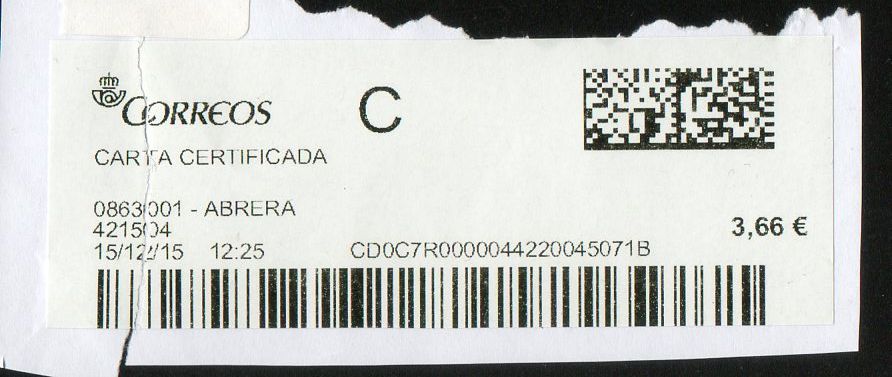 CORREOS
C
CARTA CERTIFICADA
0863001 - ABRERA
421504
3,66 €
15/12/15 12:25 CD0C7R0000044220045071B